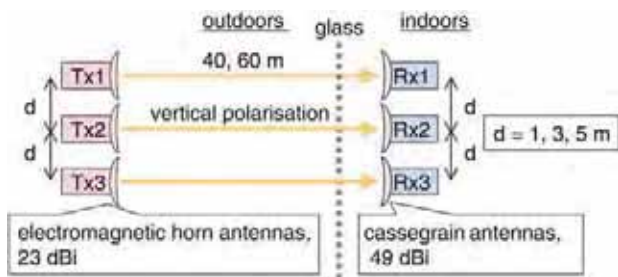 outdoors
glass
indoors
40, 60 m
Tx1
Rx1
d
d
vertical polarisation
Tx2
Rx2
d = 1, 3, 5 m
d
d
Tx3
Rx3
electromagnetic horn antennas,
23 dBi
cassegrain antennas,
49 dBi